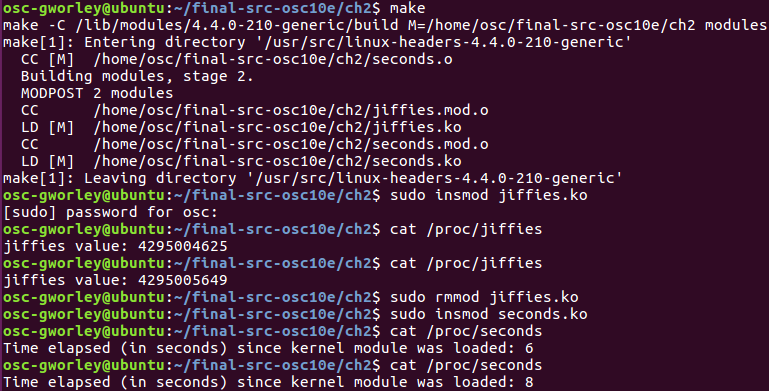 osc-gworley@ubuntu:~/final-src-osc10e/ch2$ make
make -C /lib/modules/4.4.0-210-generic/build M=/home/osc/final-src-osc10e/ch2 modules
make[1]: Entering directory '/usr/src/linux-headers-4.4.0-210-generic'
  CC [M]  /home/osc/final-src-osc10e/ch2/seconds.o
  Building modules, stage 2.
  MODPOST 2 modules
  CC      /home/osc/final-src-osc10e/ch2/jiffies.mod.o
  LD [M]  /home/osc/final-src-osc10e/ch2/jiffies.ko
  CC      /home/osc/final-src-osc10e/ch2/seconds.mod.o
  LD [M]  /home/osc/final-src-osc10e/ch2/seconds.ko
make[1]: Leaving directory '/usr/src/linux-headers-4.4.0-210-generic'
osc-gworley@ubuntu:~/final-src-osc10e/ch2$ sudo insmod jiffies.ko
[sudo] password for osc:
osc-gworley@ubuntu:~/final-src-osc10e/ch2$ cat /proc/jiffies
jiffies value: 4295004625
osc-gworley@ubuntu:~/final-src-osc10e/ch2$ cat /proc/jiffies
jiffies value: 4295005649
osc-gworley@ubuntu:~/final-src-osc10e/ch2$ sudo rmmod jiffies.ko
osc-gworley@ubuntu:~/final-src-osc10e/ch2$ sudo insmod seconds.ko
osc-gworley@ubuntu:~/final-src-osc10e/ch2$ cat /proc/seconds
Time elapsed (in seconds) since kernel module was loaded: 6
osc-gworley@ubuntu:~/final-src-osc10e/ch2$ cat /proc/seconds
Time elapsed (in seconds) since kernel module was loaded: 8